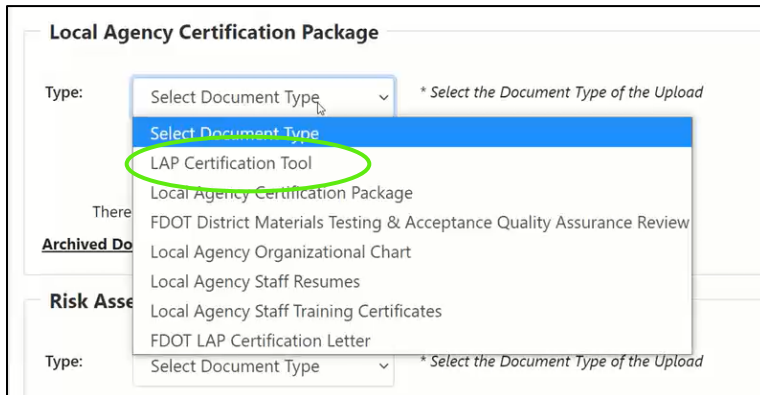 Local Agency Certification Package
Type:
Select Document Type
* Select the Document Type of the Upload
Select Document Type
LAP Certification Tool
Local Agency Certification Package
There
FDOT District Materials Testing & Acceptance Quality Assurance Review
Archived Do
Local Agency Organizational Chart
Local Agency Staff Resumes
Risk Asse
Local Agency Staff Training Certificates
FDOT LAP Certification Letter
Type:
Select Document Type
* Select the Document Type of the Upload